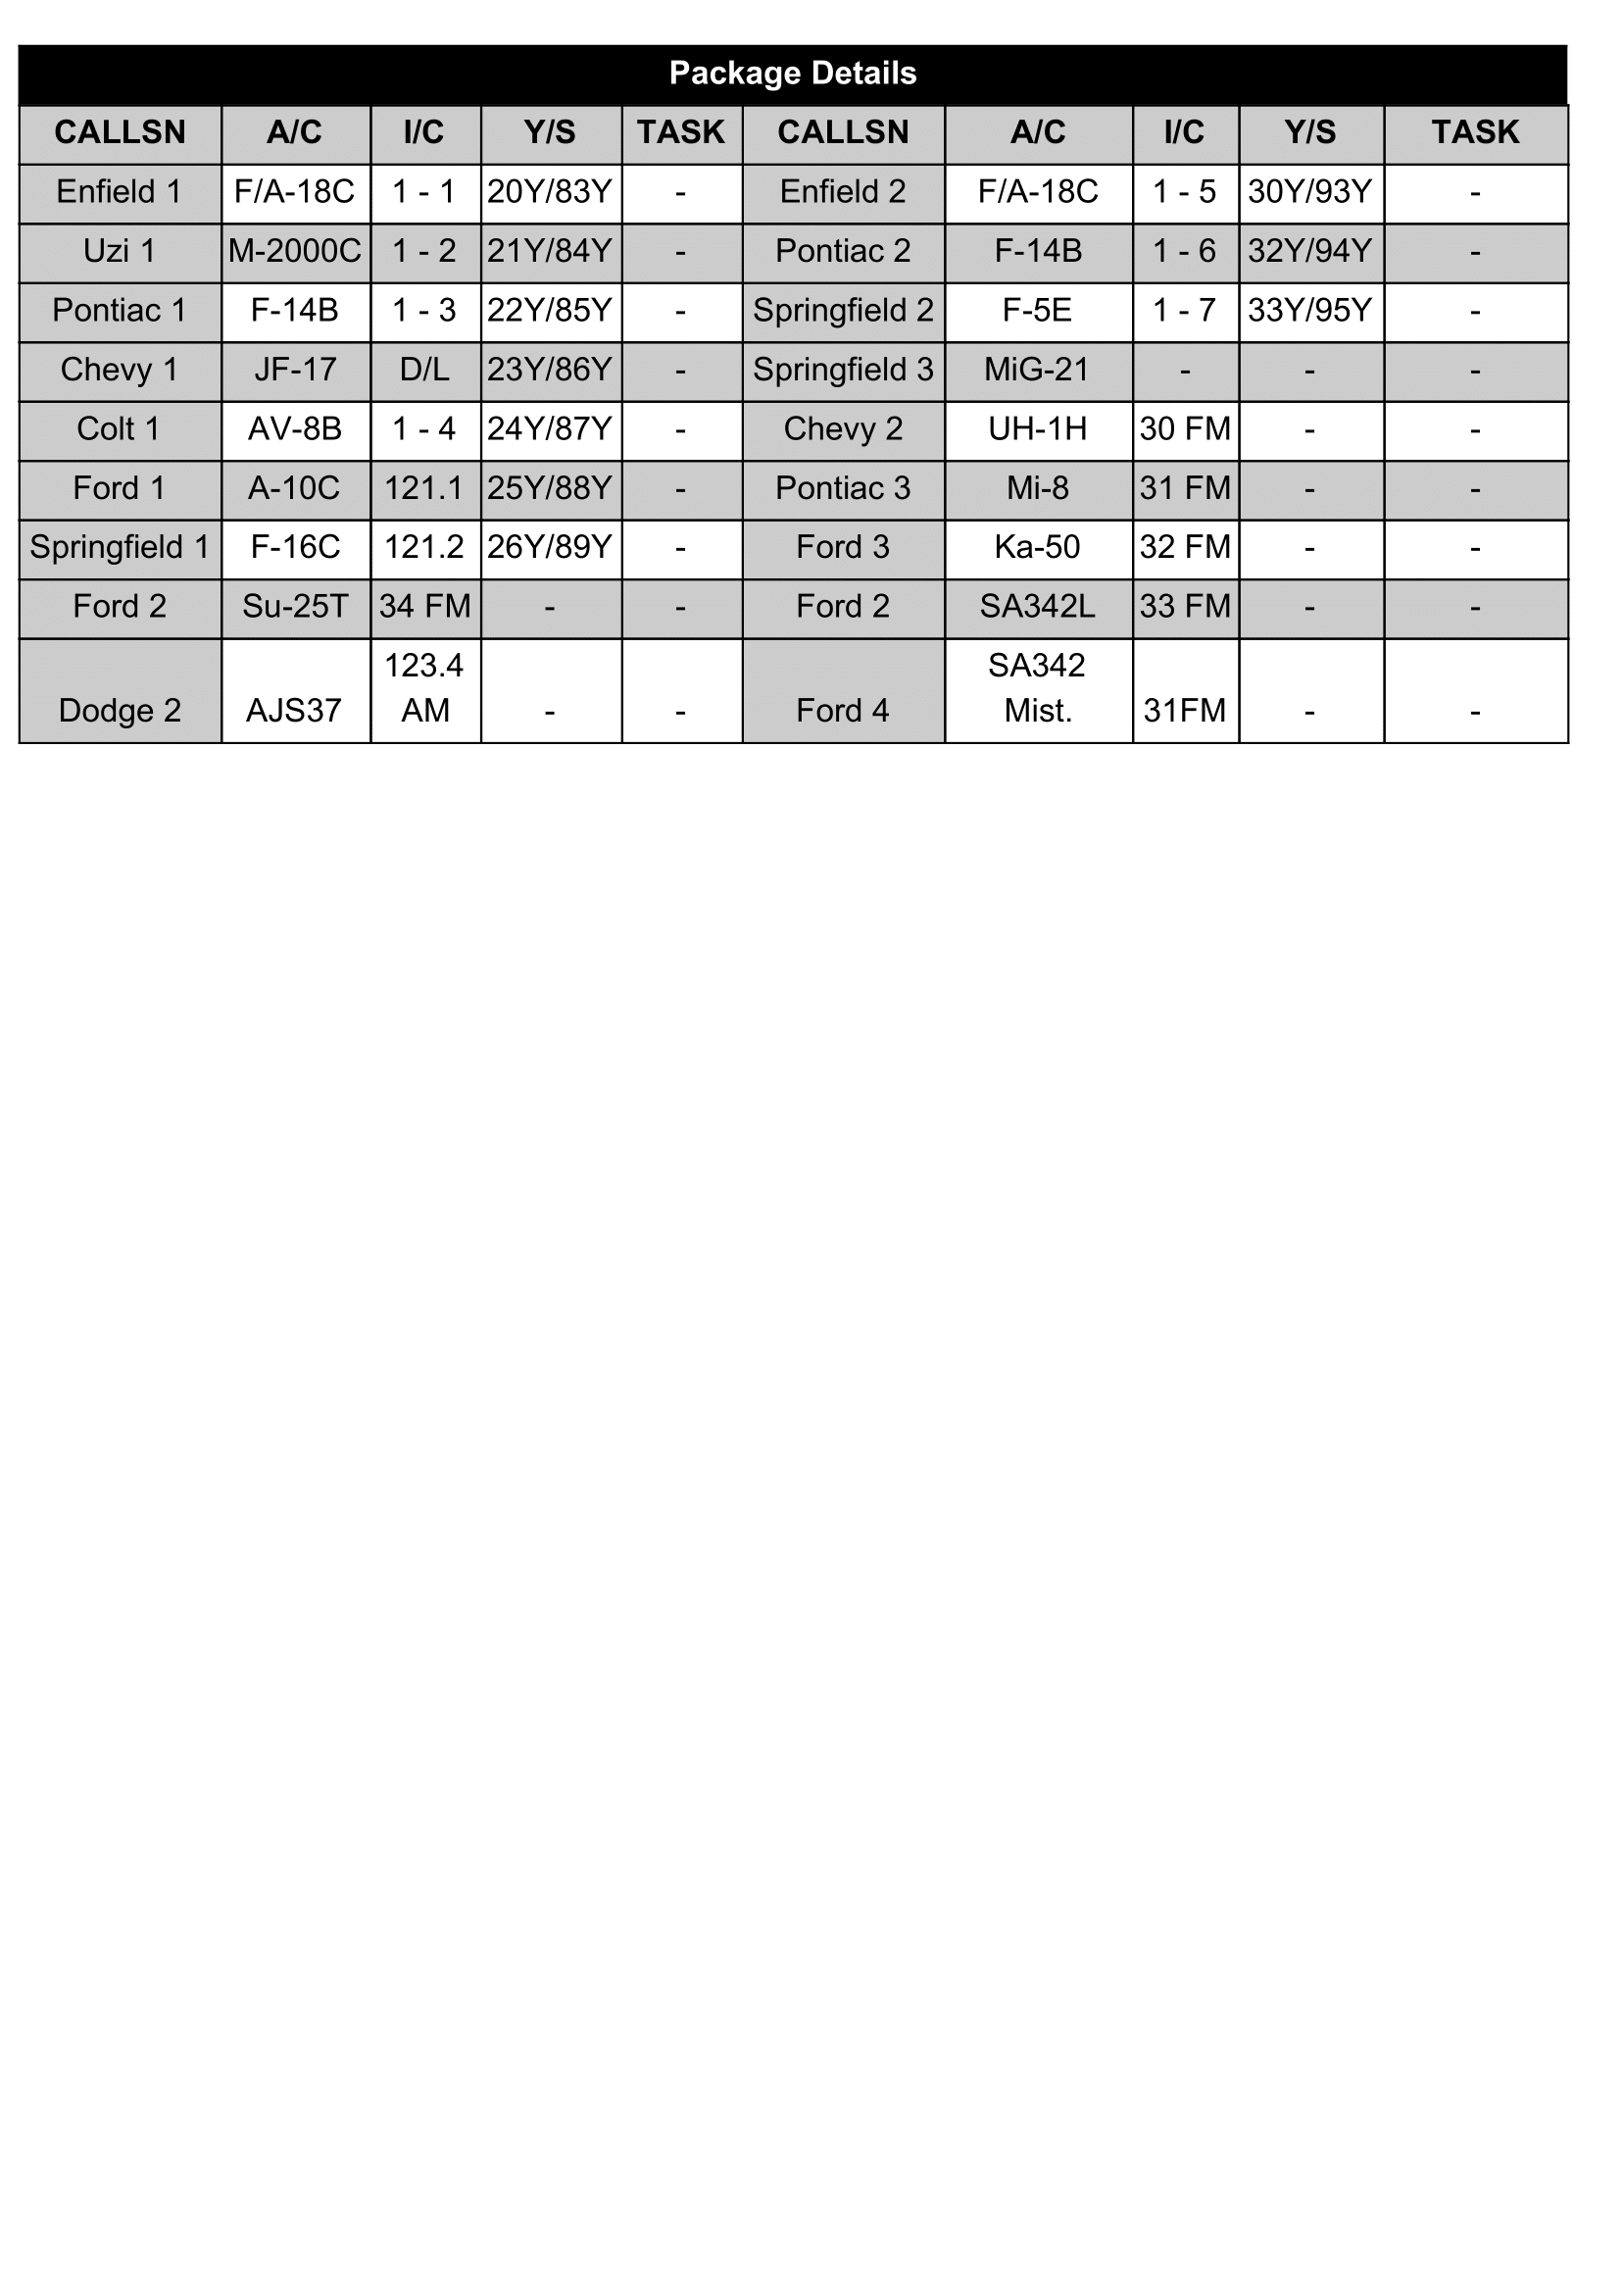 Package Details
CALLSN A/C I/C Y/S TASK CALLSN A/C I/C Y/S TASK
Enfield 1 F/A-18C 1 - 1 20Y/83Y - Enfield 2 F/A-18C 1 - 5 30Y/93Y -
Uzi 1 M-2000C 1 - 2 21Y/84Y - Pontiac 2 F-14B 1 - 6 32Y/94Y -
Pontiac 1 F-14B 1 - 3 22Y/85Y - Springfield 2 F-5E 1 - 7 33Y/95Y -
Chevy 1 JF-17 D/L 23Y/86Y - Springfield 3 MiG-21 - - -
Colt 1 AV-8B 1 - 4 24Y/87Y - Chevy 2 UH-1H 30 FM - -
Ford 1 A-10C 121.1 25Y/88Y - Pontiac 3 Mi-8 31 FM - -
Springfield 1 F-16C 121.2 26Y/89Y - Ford 3 Ka-50 32 FM - -
Ford 2 Su-25T 34 FM - - Ford 2 SA342L 33 FM - -
123.4 SA342
Dodge 2 AJS37 AM - - Ford 4 Mist. 31FM - -